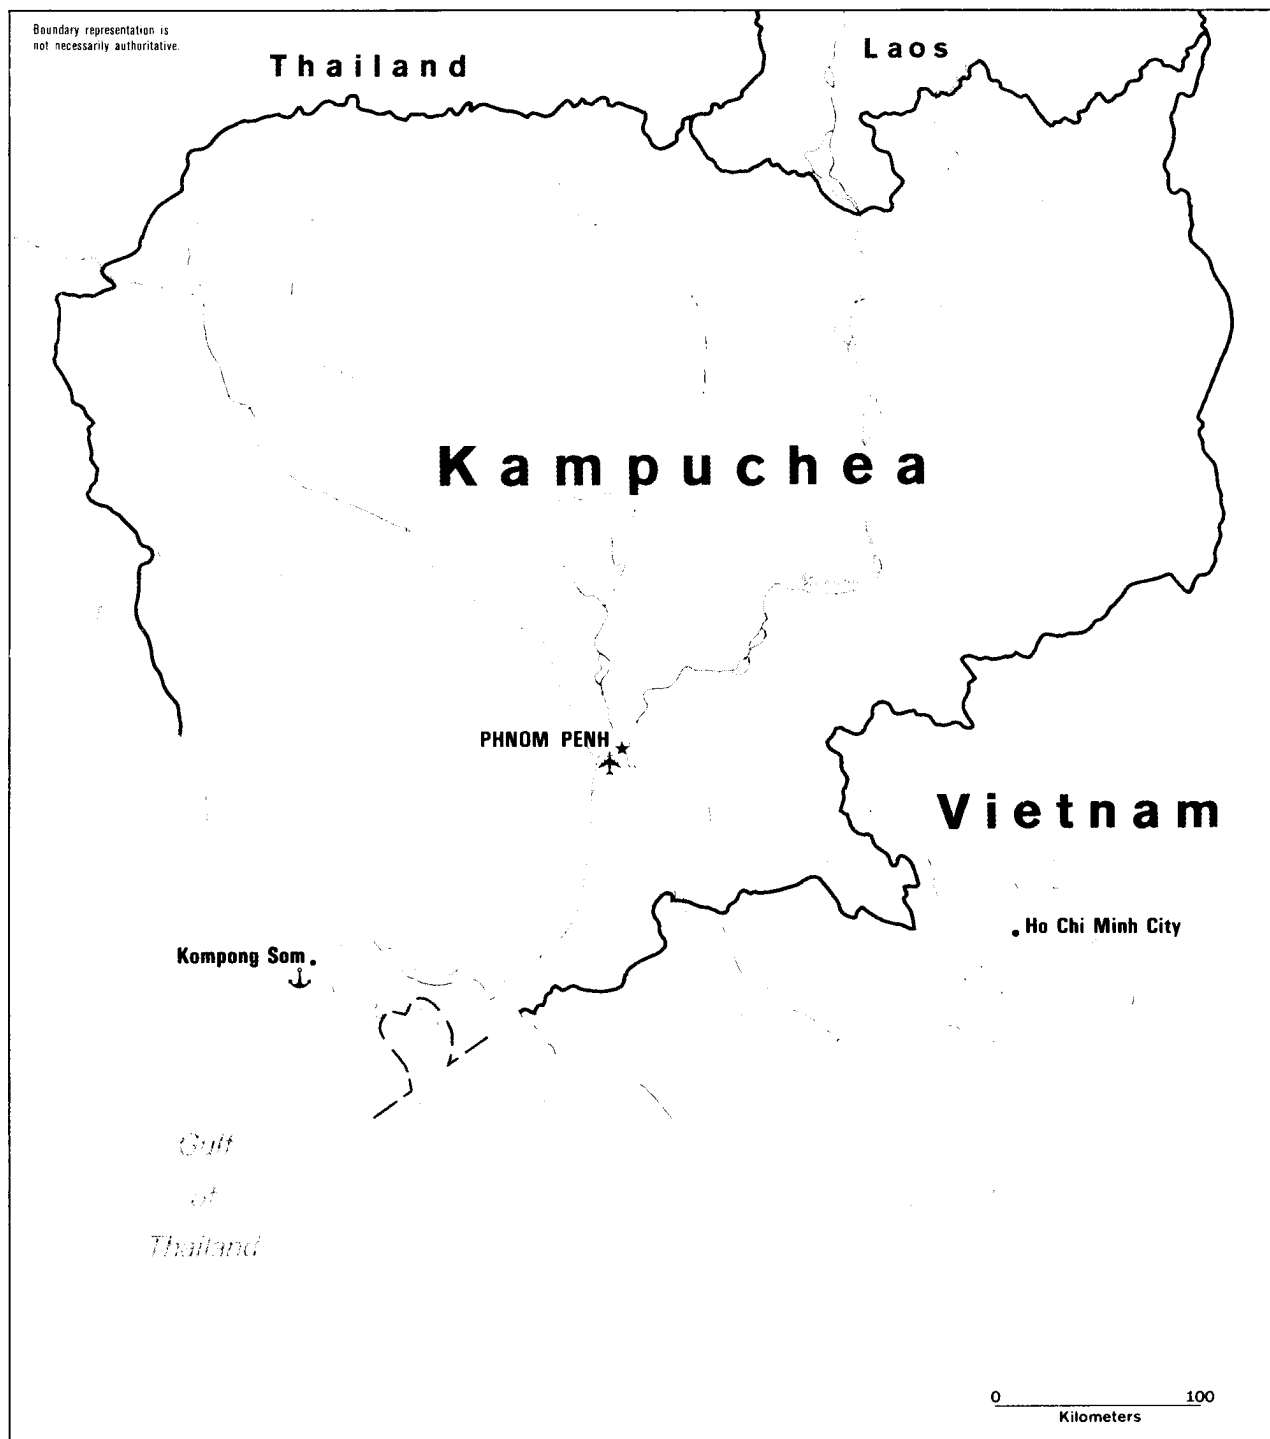 Boundary representation is
not necessarily authoritative.
Thailand
Laos
Kampuchea
PHNOM PENH
Vietnam
Ho Chi Minh City
Kompong Som
Gulf
of
Thailand
0 100
Kilometers